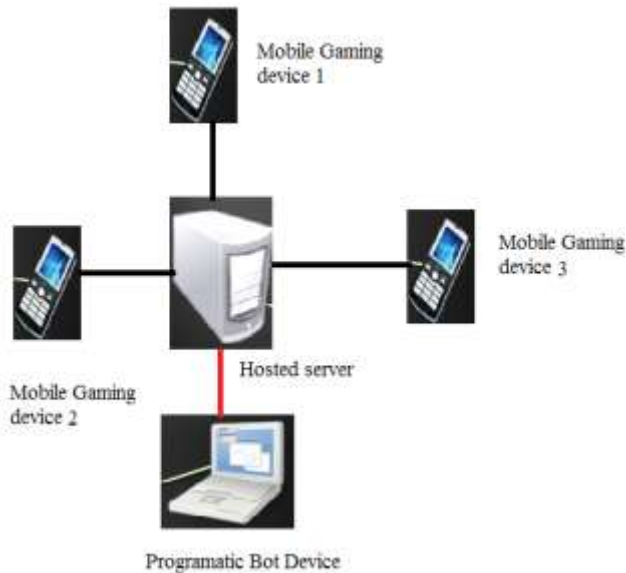 Mobile Gaming
device 1
Mobile Gaming
device 3
Hosted server
Mobile Gaming
device 2
Programatic Bot Device